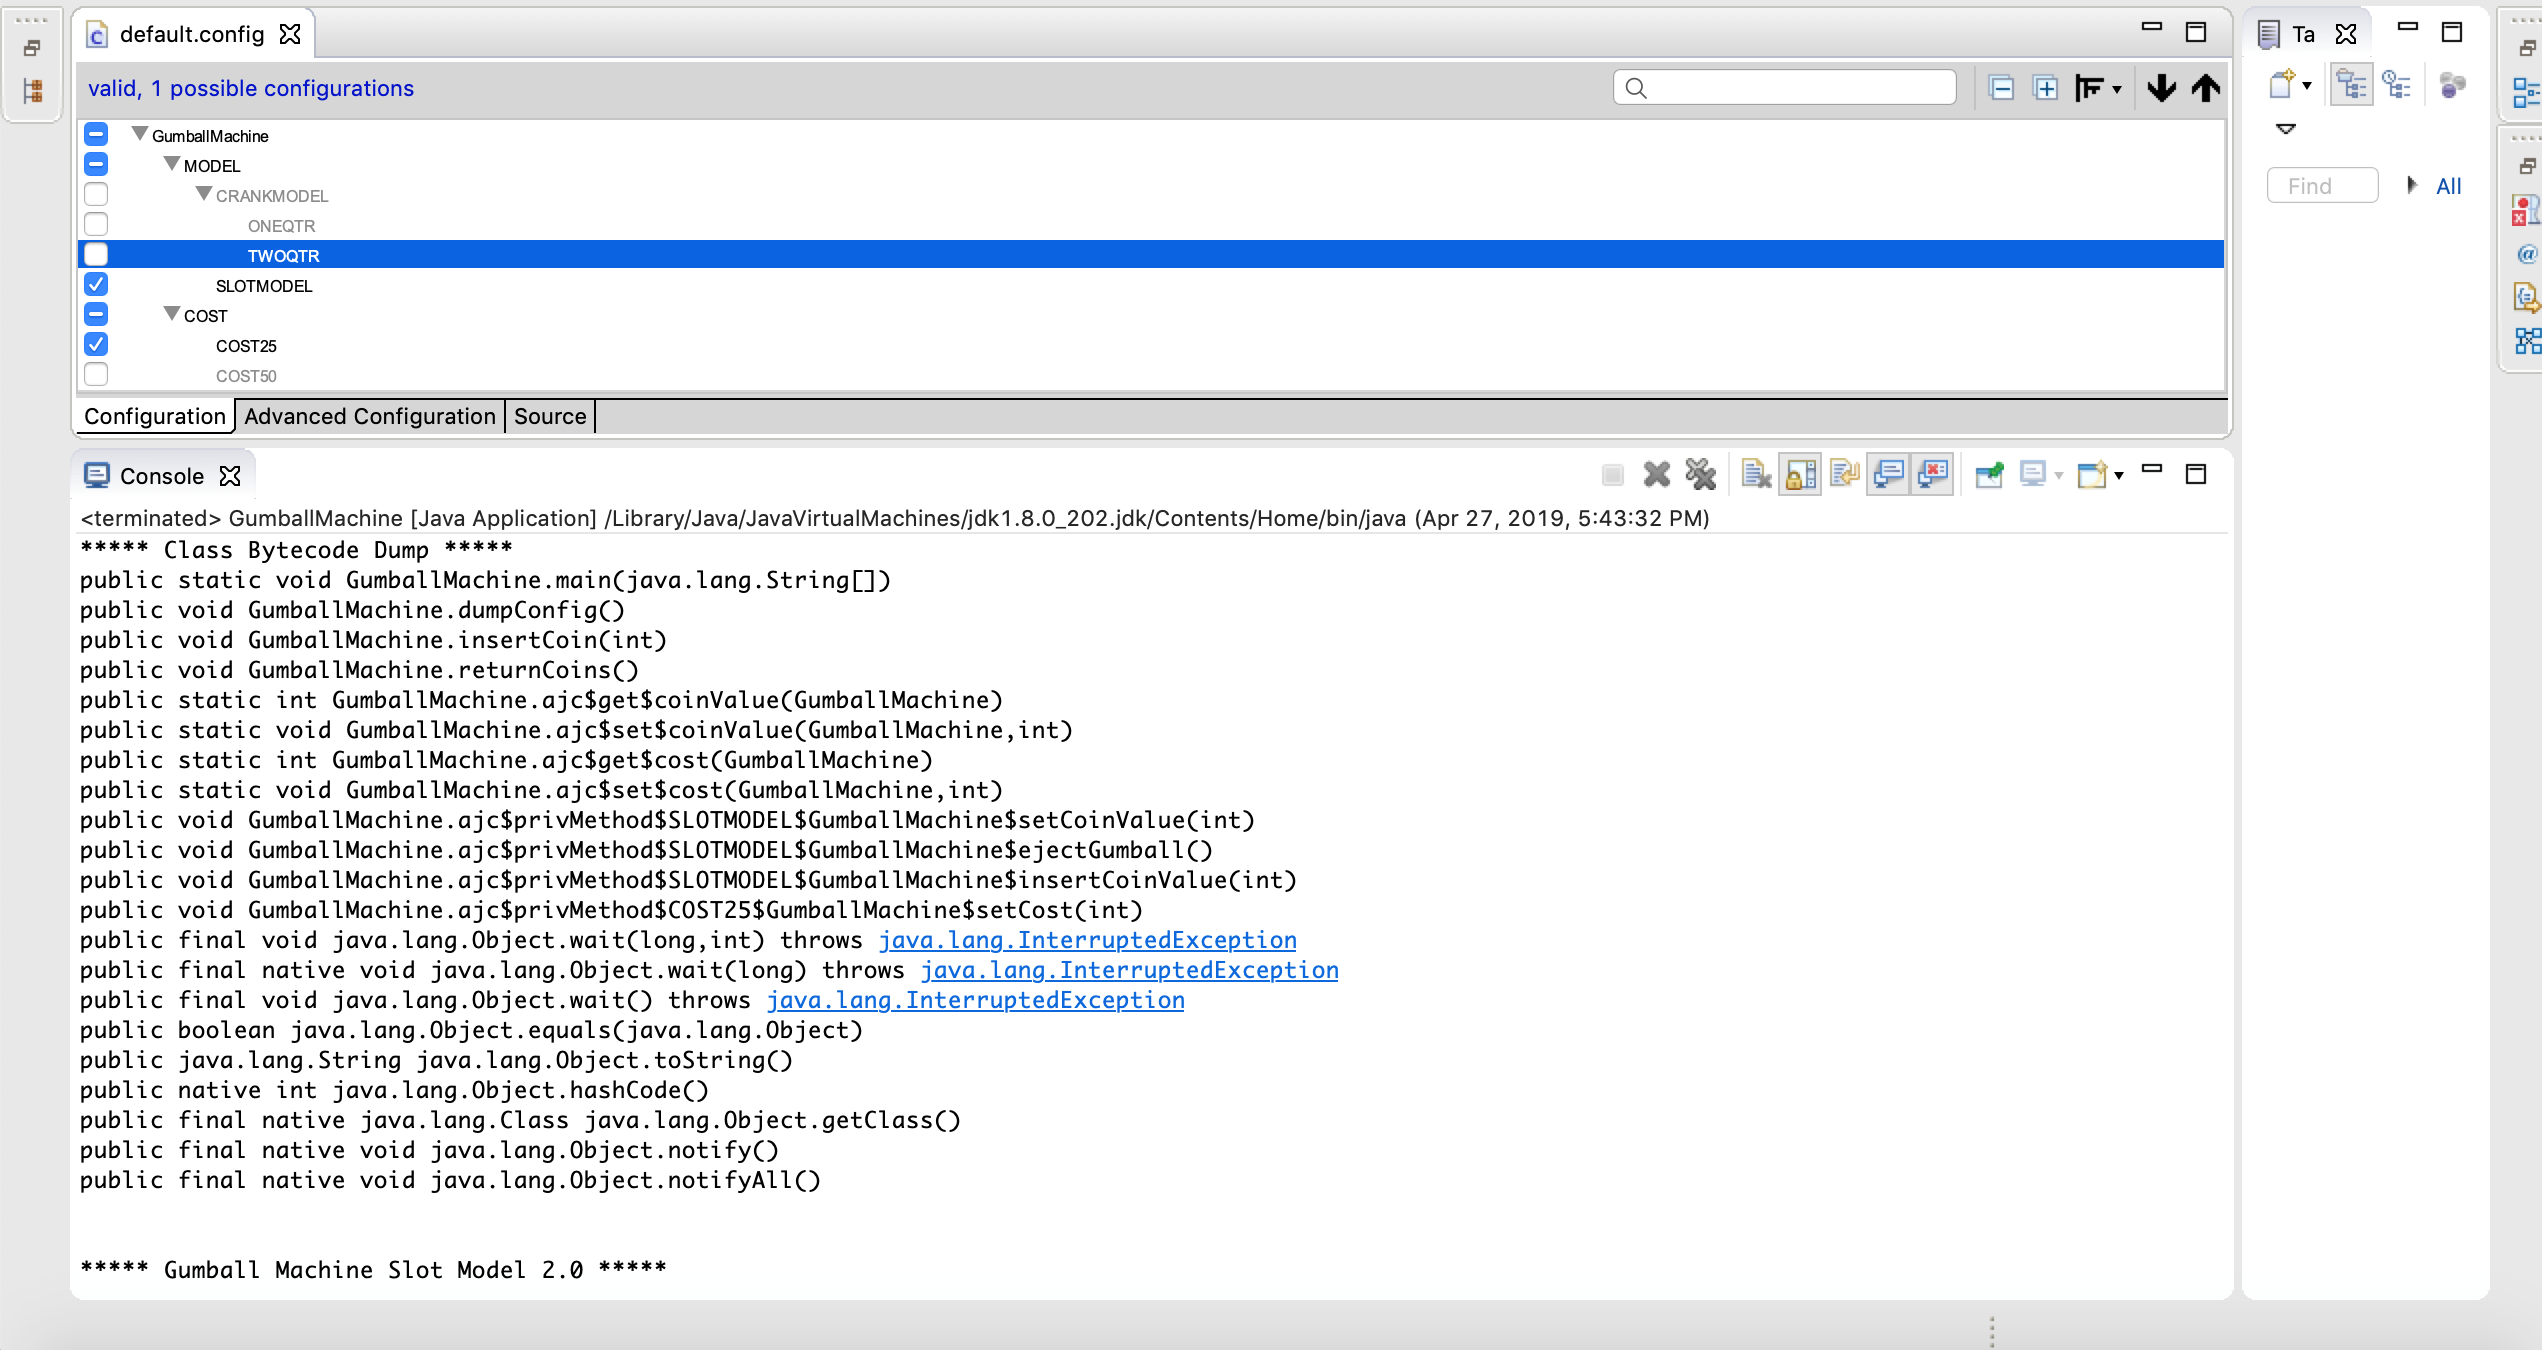 default.config
valid, 1 possible configurations
GumballMachine
MODEL
CRANKMODEL
ONEQTR
TWOQTR
SLOTMODEL
COST
COST25
COST50
Configuration Advanced Configuration Source
Ta
Find All
Console
<terminated> GumballMachine [Java Application] /Library/Java/JavaVirtualMachines/jdk1.8.0_202.jdk/Contents/Home/bin/java (Apr 27, 2019, 5:43:32 PM)
***** Class Bytecode Dump *****
public static void GumballMachine.main(java.lang.String[])
public void GumballMachine.dumpConfig()
public void GumballMachine.insertCoin(int)
public void GumballMachine.returnCoins()
public static int GumballMachine.ajc$get$coinValue(GumballMachine)
public static void GumballMachine.ajc$set$coinValue(GumballMachine,int)
public static int GumballMachine.ajc$get$cost(GumballMachine)
public static void GumballMachine.ajc$set$cost(GumballMachine,int)
public void GumballMachine.ajc$privMethod$SLOTMODEL$GumballMachine$setCoinValue(int)
public void GumballMachine.ajc$privMethod$SLOTMODEL$GumballMachine$ejectGumball()
public void GumballMachine.ajc$privMethod$SLOTMODEL$GumballMachine$insertCoinValue(int)
public void GumballMachine.ajc$privMethod$COST25$GumballMachine$setCost(int)
public final void java.lang.Object.wait(long,int) throws java.lang.InterruptedException
public final native void java.lang.Object.wait(long) throws java.lang.InterruptedException
public final void java.lang.Object.wait() throws java.lang.InterruptedException
public boolean java.lang.Object.equals(java.lang.Object)
public java.lang.String java.lang.Object.toString()
public native int java.lang.Object.hashCode()
public final native java.lang.Class java.lang.Object.getClass()
public final native void java.lang.Object.notify()
public final native void java.lang.Object.notifyAll()
***** Gumball Machine Slot Model 2.0 *****